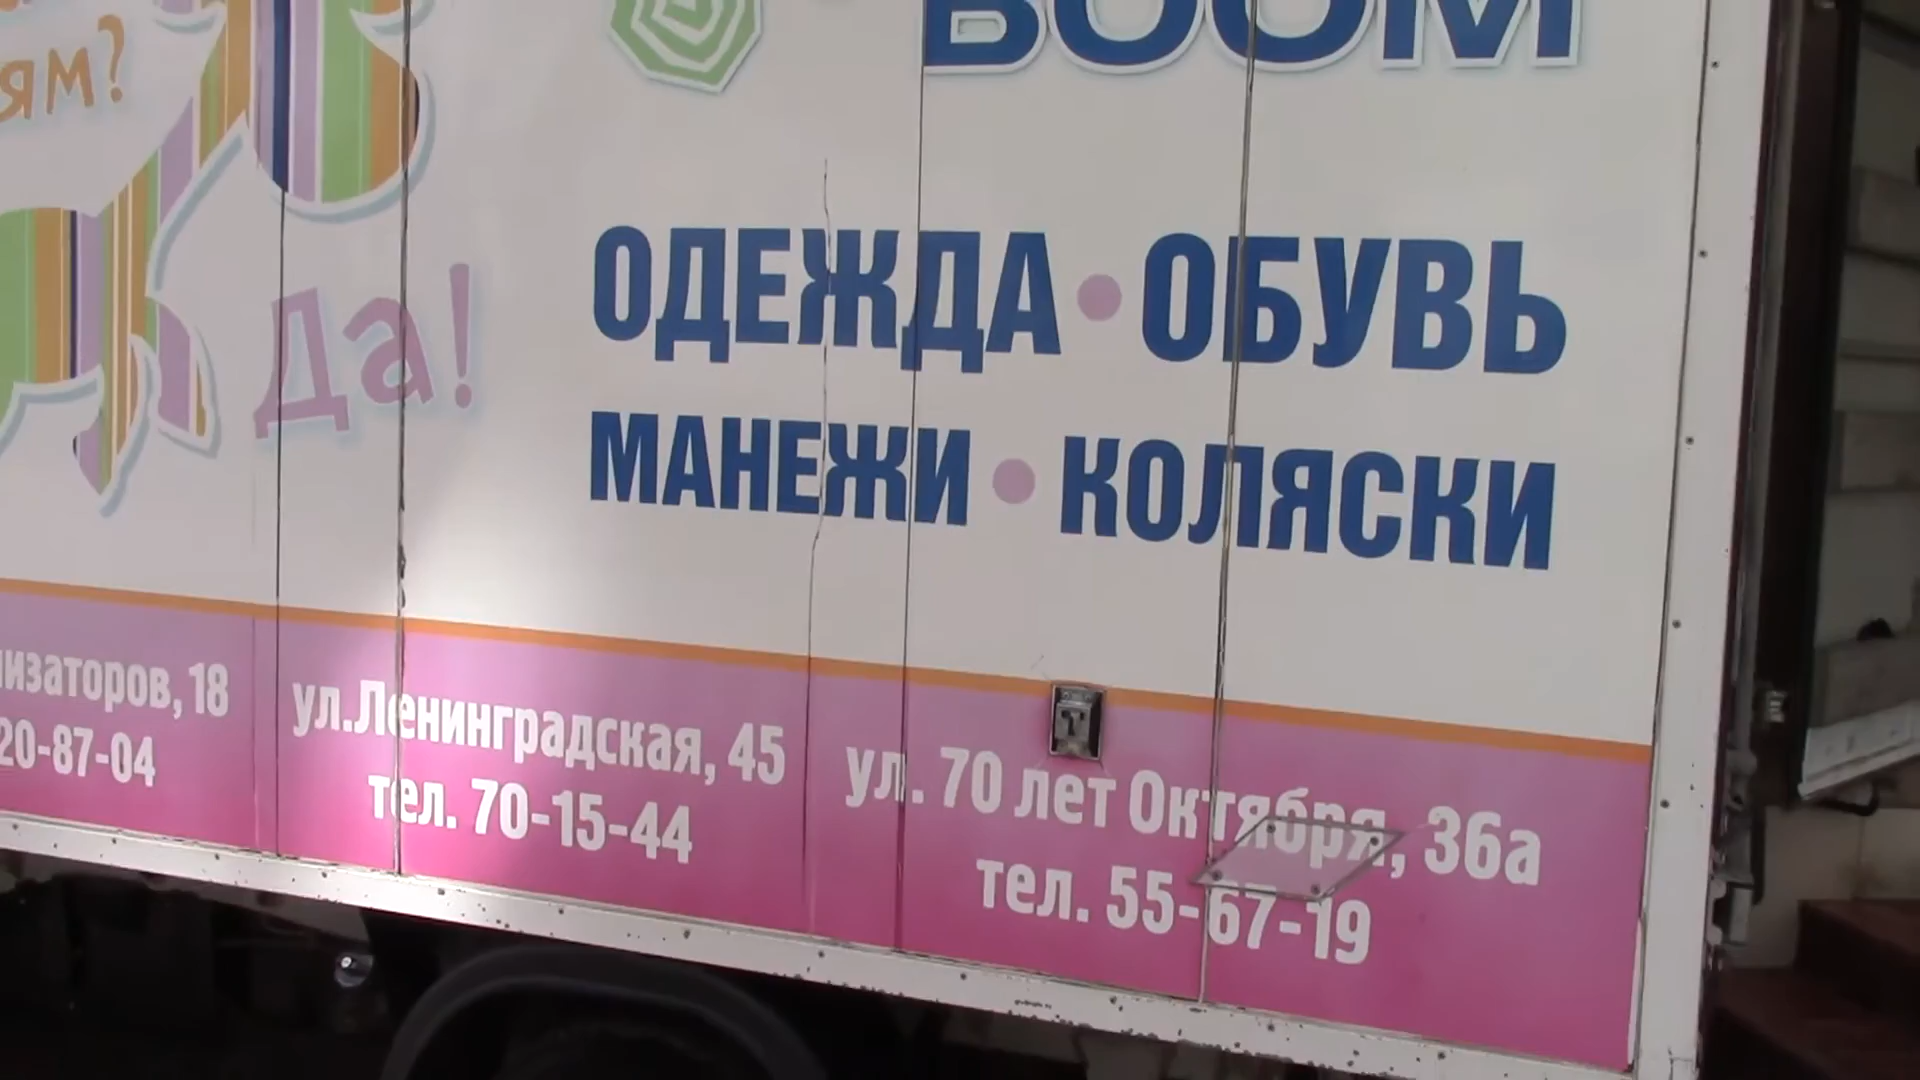 BOOM
ям?
Да!
ОДЕЖДА • ОБУВЬ
МАНЕЖИ • КОЛЯСКИ
низаторов, 18
20-87-04
ул.Ленинградская, 45
тел. 70-15-44
ул. 70 лет Октября, 36а
тел. 55-67-19